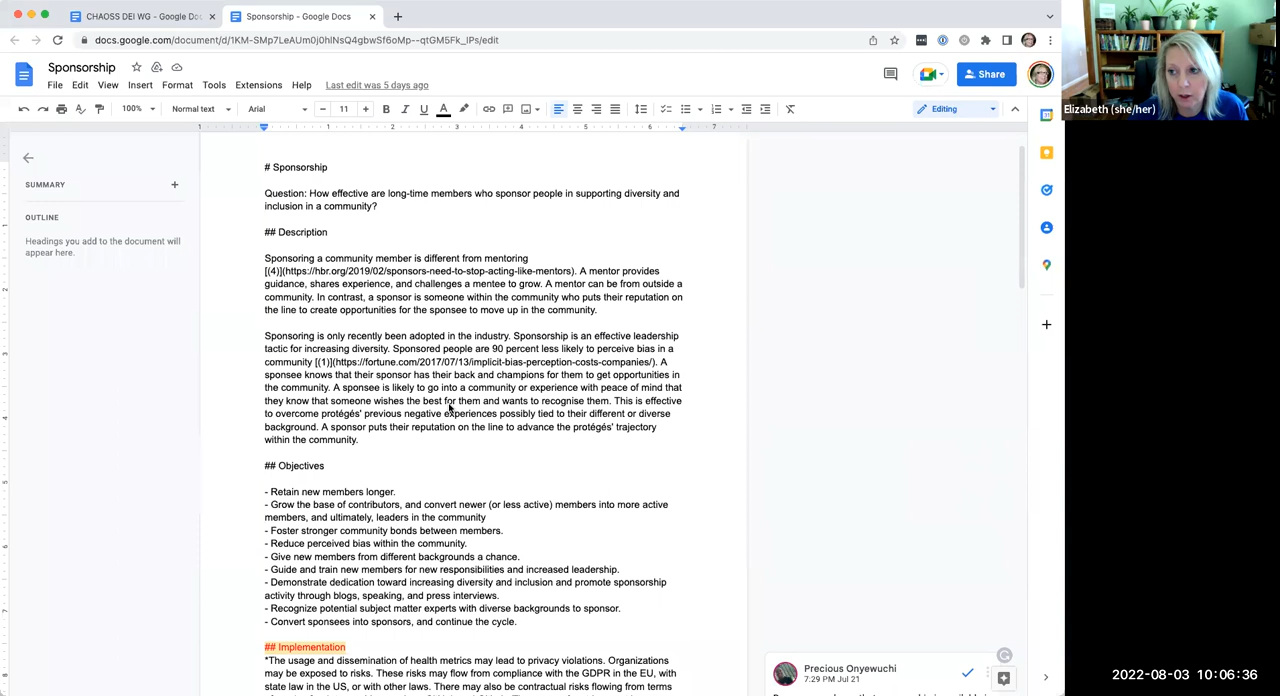 CHAOSS DEI WG - Google Doc
Sponsorship - Google Docs
docs.google.com/document/d/1KM-SMp7LeAUm0j0hlNsQ4gbwSf6oMp--qtGM5Fk_lPs/edit
Sponsorship
File Edit View Insert Format Tools Extensions Help Last edit was 5 days ago
Share
100% Normal text Arial 11 Editing
1 1 2 3 4 5 6 7
SUMMARY
OUTLINE
Headings you add to the document will
appear here.
# Sponsorship
Question: How effective are long-time members who sponsor people in supporting diversity and
inclusion in a community?
## Description
Sponsoring a community member is different from mentoring
[(4)](https://hbr.org/2019/02/sponsors-need-to-stop-acting-like-mentors). A mentor provides
guidance, shares experience, and challenges a mentee to grow. A mentor can be from outside a
community. In contrast, a sponsor is someone within the community who puts their reputation on
the line to create opportunities for the sponsee to move up in the community.
Sponsoring is only recently been adopted in the industry. Sponsorship is an effective leadership
tactic for increasing diversity. Sponsored people are 90 percent less likely to perceive bias in a
community [(1)](https://fortune.com/2017/07/13/implicit-bias-perception-costs-companies/). A
sponsee knows that their sponsor has their back and champions for them to get opportunities in
the community. A sponsee is likely to go into a community or experience with peace of mind that
they know that someone wishes the best for them and wants to recognise them. This is effective
to overcome protégés' previous negative experiences possibly tied to their different or diverse
background. A sponsor puts their reputation on the line to advance the protégés' trajectory
within the community.
## Objectives
- Retain new members longer.
- Grow the base of contributors, and convert newer (or less active) members into more active
members, and ultimately, leaders in the community
- Foster stronger community bonds between members.
- Reduce perceived bias within the community.
- Give new members from different backgrounds a chance.
- Guide and train new members for new responsibilities and increased leadership.
- Demonstrate dedication toward increasing diversity and inclusion and promote sponsorship
activity through blogs, speaking, and press interviews.
- Recognize potential subject matter experts with diverse backgrounds to sponsor.
- Convert sponsees into sponsors, and continue the cycle.
## Implementation
*The usage and dissemination of health metrics may lead to privacy violations. Organizations
may be exposed to risks. These risks may flow from compliance with the GDPR in the EU, with
state law in the US, or with other laws. There may also be contractual risks flowing from terms
Precious Onyewuchi
7:29 PM Jul 21
Elizabeth (she/her)
2022-08-03 10:06:36